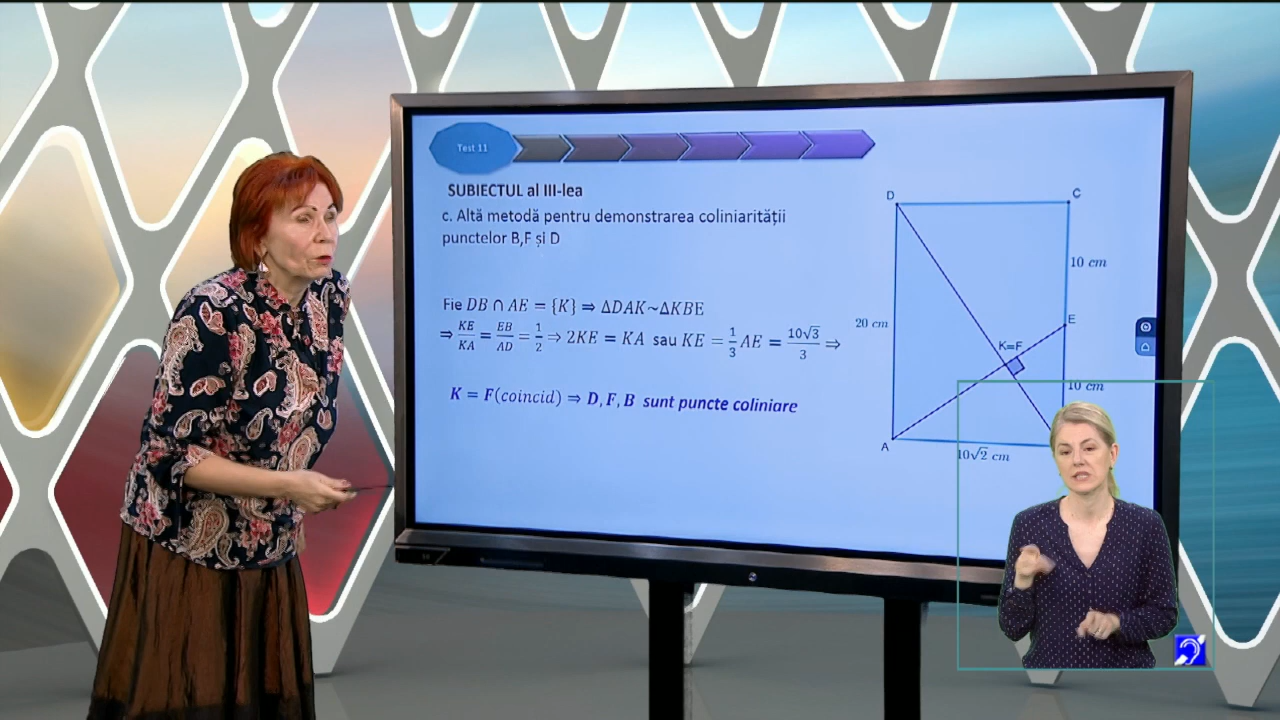 Test 11
SUBIECTUL al III-lea
c. Altă metodă pentru demonstrarea coliniarității
punctelor B,F și D
Fie DB ∩ AE = {K} ⇒ ΔDAK~ΔKBE
⇒ KE/KA = EB/AD = 1/2 ⇒ 2KE = KA sau KE = 1/3 AE = 10√3/3 ⇒
K = F(coincid) ⇒ D, F, B sunt puncte coliniare
D
C
10 cm
20 cm
E
K=F
10 cm
A
10√2 cm